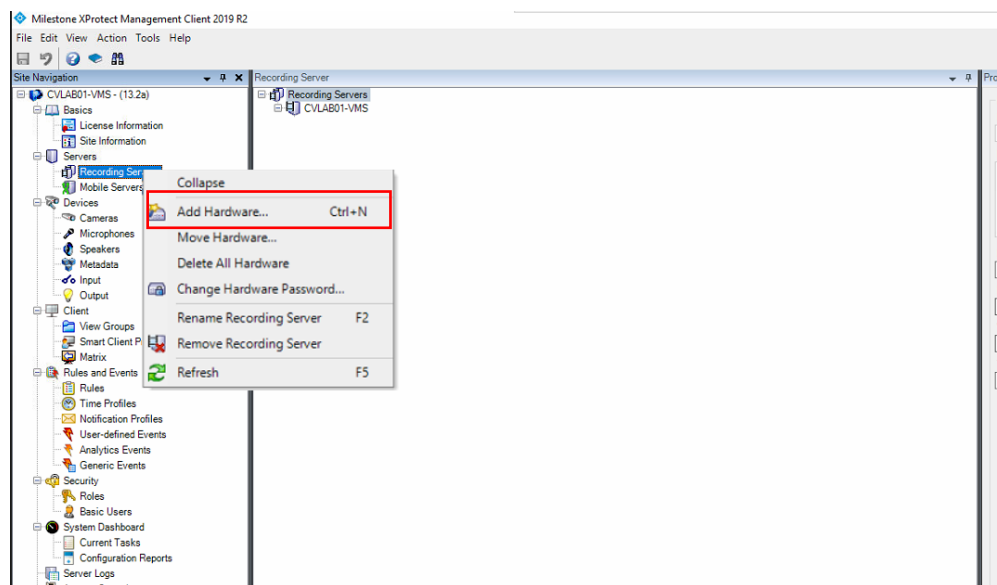 Milestone XProtect Management Client 2019 R2
File Edit View Action Tools Help
Site Navigation
Recording Server
CVLAB01-VMS - (13.2a)
Basics
License Information
Site Information
Servers
Recording Ser
Mobile Servers
Devices
Cameras
Microphones
Speakers
Metadata
Input
Output
Client
View Groups
Smart Client P
Matrix
Rules and Events
Rules
Time Profiles
Notification Profiles
User-defined Events
Analytics Events
Generic Events
Security
Roles
Basic Users
System Dashboard
Current Tasks
Configuration Reports
Server Logs
Recording Servers
CVLAB01-VMS
Collapse
Add Hardware... Ctrl+N
Move Hardware...
Delete All Hardware
Change Hardware Password...
Rename Recording Server F2
Remove Recording Server
Refresh F5